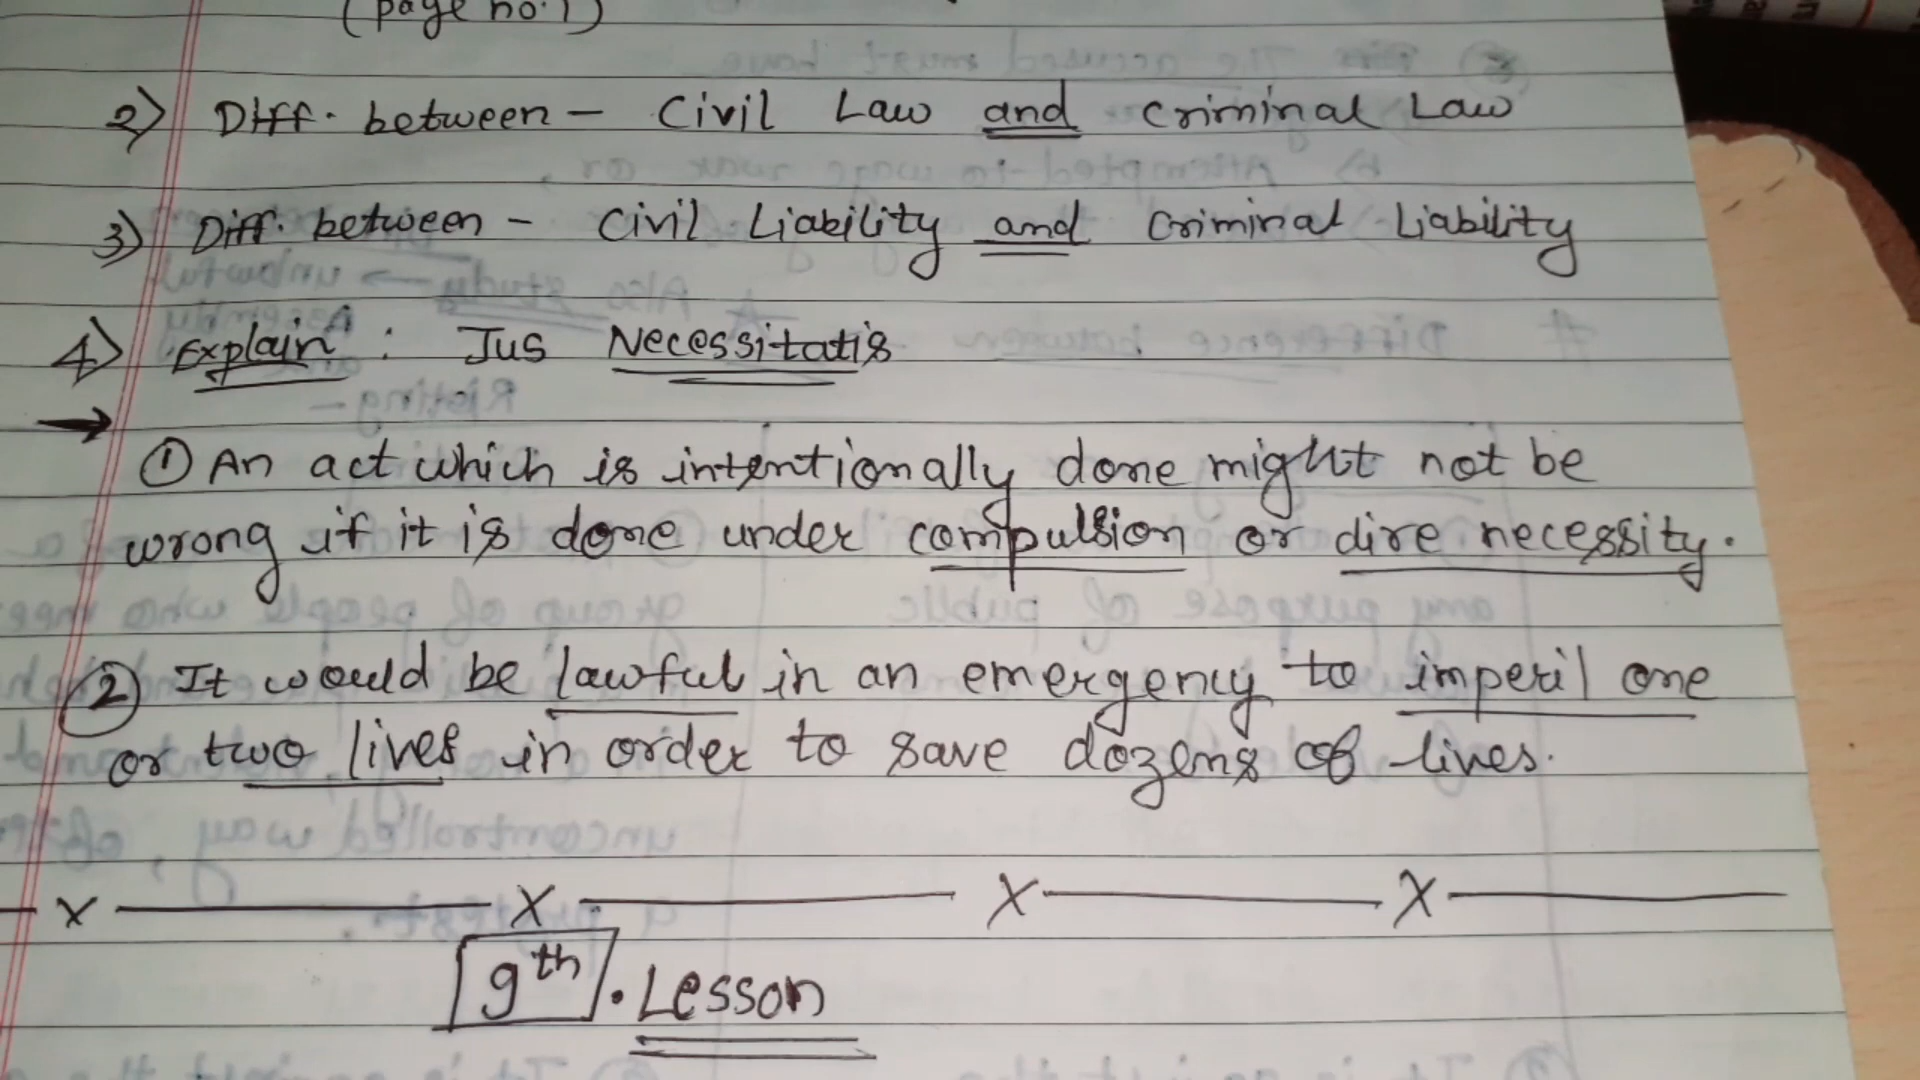 (page no.1)
2) Diff. between - Civil Law and Criminal Law
3) Diff. between - Civil Liability and Criminal Liability
4) Explain : Jus Necessitatis
→
① An act which is intentionally done might not be
wrong if it is done under compulsion or dire necessity.
② It would be lawful in an emergency to imperil one
or two lives in order to save dozens of lives.
x ——— x ——— x ——— x ———
9th. Lesson